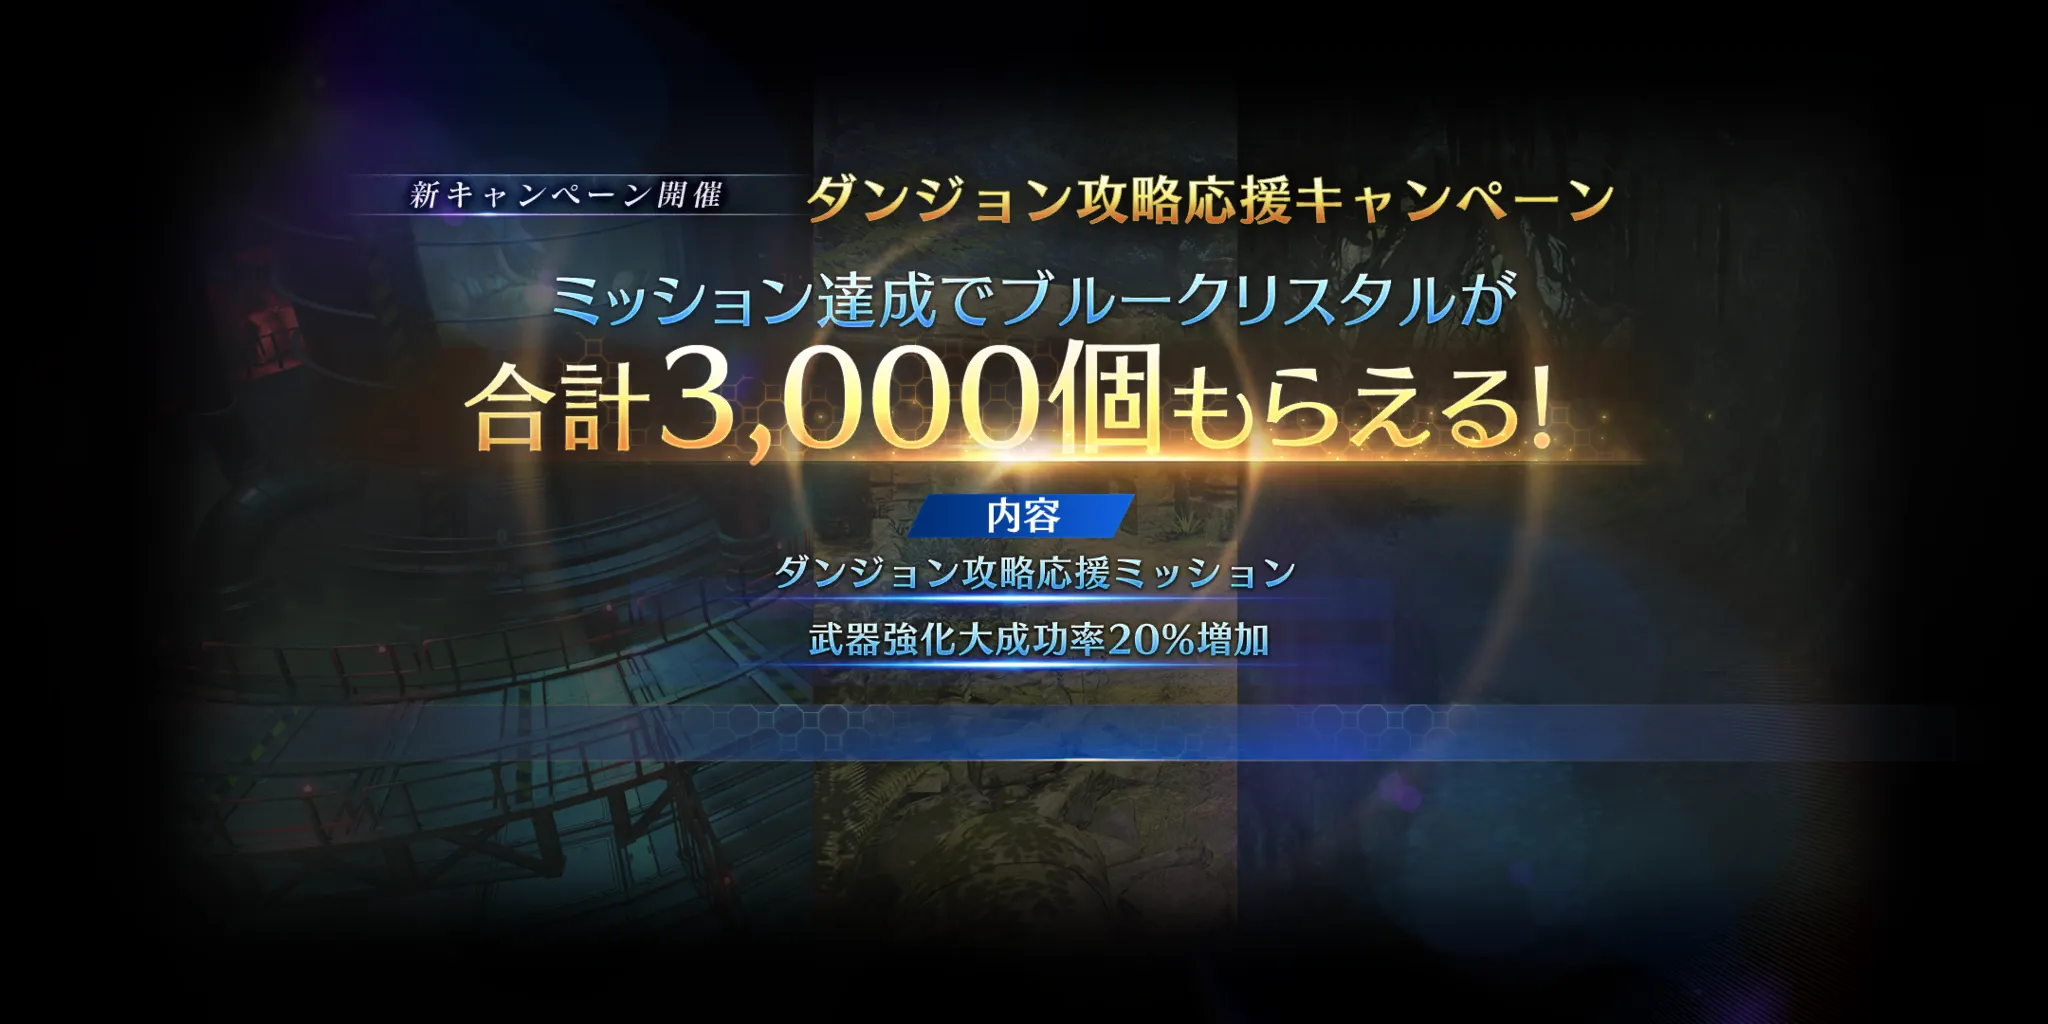 新キャンペーン開催
ダンジョン攻略応援キャンペーン
ミッション達成でブルークリスタルが
合計3,000個もらえる!
内容
ダンジョン攻略応援ミッション
武器強化大成功率20%増加